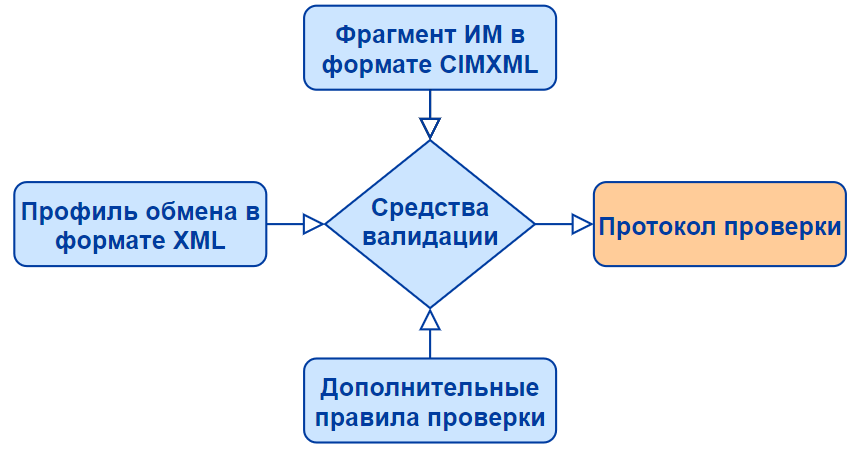 Фрагмент ИМ в
формате CIMXML
Профиль обмена в
формате XML
Средства
валидации
Протокол проверки
Дополнительные
правила проверки